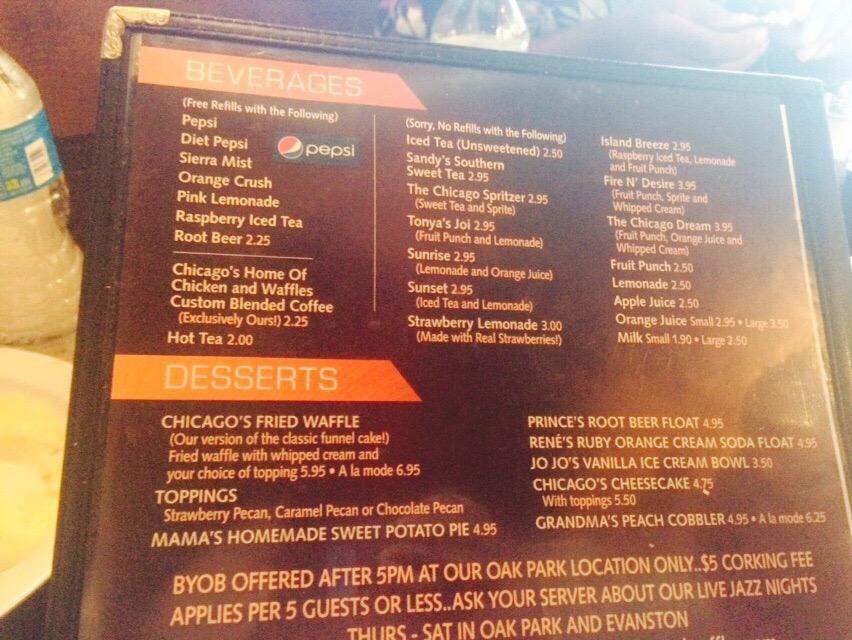 BEVERAGES
(Free Refills with the Following)
Pepsi
Diet Pepsi
pepsi
Sierra Mist
Orange Crush
Pink Lemonade
Raspberry Iced Tea
Root Beer 2.25
Chicago's Home Of
Chicken and Waffles
Custom Blended Coffee
(Exclusively Ours!) 2.25
Hot Tea 2.00
(Sorry, No Refills with the Following)
Iced Tea (Unsweetened) 2.50
Sandy's Southern
Sweet Tea 2.95
The Chicago Spritzer 2.95
(Sweet Tea and Sprite)
Tonya's Joi 2.95
(Fruit Punch and Lemonade)
Sunrise 2.95
(Lemonade and Orange Juice)
Sunset 2.95
(Iced Tea and Lemonade)
Strawberry Lemonade 3.00
(Made with Real Strawberries!)
Island Breeze 2.95
(Raspberry Iced Tea, Lemonade
and Fruit Punch)
Fire N' Desire 3.95
(Fruit Punch, Sprite and
Whipped Cream)
The Chicago Dream 3.95
(Fruit Punch, Orange Juice and
Whipped Cream)
Fruit Punch 2.50
Lemonade 2.50
Apple Juice 2.50
Orange Juice Small 2.95 • Large 3.50
Milk Small 1.90 • Large 2.50
DESSERTS
CHICAGO'S FRIED WAFFLE
(Our version of the classic funnel cake!)
Fried waffle with whipped cream and
your choice of topping 5.95 • A la mode 6.95
TOPPINGS
Strawberry Pecan, Caramel Pecan or Chocolate Pecan
MAMA'S HOMEMADE SWEET POTATO PIE 4.95
PRINCE'S ROOT BEER FLOAT 4.95
RENÉ'S RUBY ORANGE CREAM SODA FLOAT 4.95
JO JO'S VANILLA ICE CREAM BOWL 3.50
CHICAGO'S CHEESECAKE 4.75
With toppings 5.50
GRANDMA'S PEACH COBBLER 4.95 • A la mode 6.25
BYOB OFFERED AFTER 5PM AT OUR OAK PARK LOCATION ONLY..$5 CORKING FEE
APPLIES PER 5 GUESTS OR LESS..ASK YOUR SERVER ABOUT OUR LIVE JAZZ NIGHTS
THURS - SAT IN OAK PARK AND EVANSTON